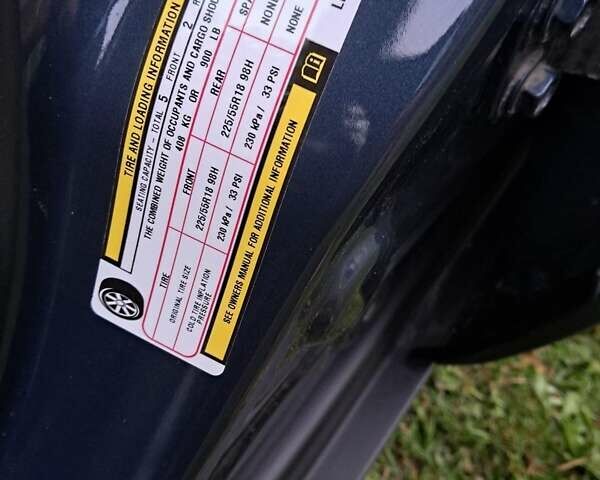 TIRE AND LOADING INFORMATION
SEATING CAPACITY - TOTAL 5 FRONT 2
THE COMBINED WEIGHT OF OCCUPANTS AND CARGO
408 KG OR 900 LB
TIRE FRONT REAR
ORIGINAL TIRE SIZE 225/55R18 98H 225/55R18 98H NONE
COLD TIRE INFLATION PRESSURE 230 kPa / 33 PSI 230 kPa / 33 PSI NONE
SEE OWNERS MANUAL FOR ADDITIONAL INFORMATION